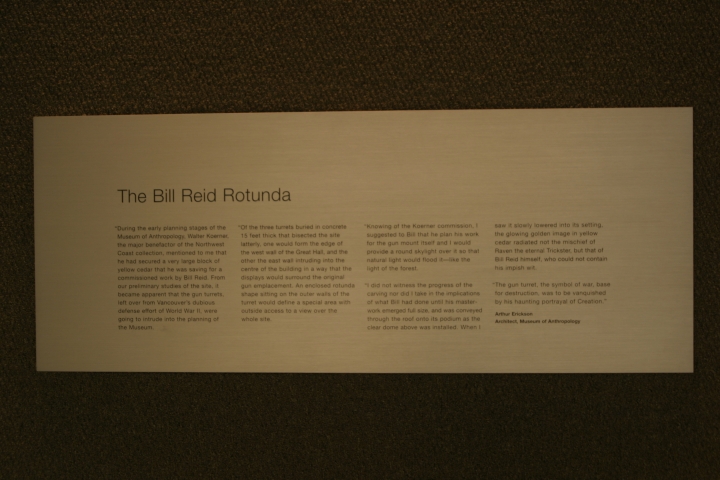 The Bill Reid Rotunda
"During the early planning stages of the
Museum of Anthropology, Walter Koerner,
the major benefactor of the Northwest
Coast collection, mentioned to me that
he had secured a very large block of
yellow cedar that he was saving for a
commissioned work by Bill Reid. From
our preliminary studies of the site, it
became apparent that the gun turrets,
left over from Vancouver's dubious
defense effort of World War II, were
going to intrude into the planning of
the Museum.
"Of the three turrets buried in concrete
15 feet thick that bisected the site
latterly, one would form the edge of
the west wall of the Great Hall, and the
other the east wall intruding into the
centre of the building in a way that the
displays would surround the original
gun emplacement. An enclosed rotunda
shape sitting on the outer walls of the
turret would define a special area with
outside access to a view over the
whole site.
"Knowing of the Koerner commission, I
suggested to Bill that he plan his work
for the gun mount itself and I would
provide a round skylight over it so that
natural light would flood it—like the
light of the forest.
"I did not witness the progress of the
carving nor did I take in the implications
of what Bill had done until his master-
work emerged full size, and was conveyed
through the vault onto its podium as the
clear dome above was installed. When I
saw it slowly lowered into its setting,
the glowing golden image in yellow
cedar radiated not the mischief of
Raven the eternal Trickster, but that of
Bill Reid himself, who could not contain
his impish wit.
"The gun turret, the symbol of war, base
for destruction, was to be vanquished
by his haunting portrayal of Creation."
Arthur Erickson
Architect, Museum of Anthropology